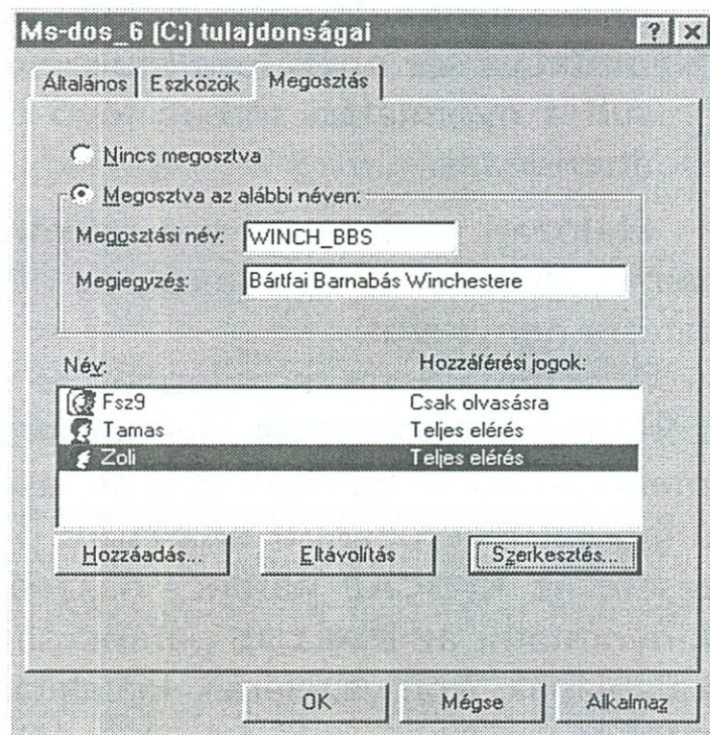 Ms-dos_6 (C:) tulajdonságai
Általános Eszközök Megosztás
Nincs megosztva
Megosztva az alábbi néven:
Megosztási név: WINCH_BBS
Megjegyzés: Bártfai Barnabás Winchestere
Név: Hozzáférési jogok:
Fsz9 Csak olvasásra
Tamas Teljes elérés
Zoli Teljes elérés
Hozzáadás... Eltávolítás Szerkesztés...
OK Mégse Alkalmaz